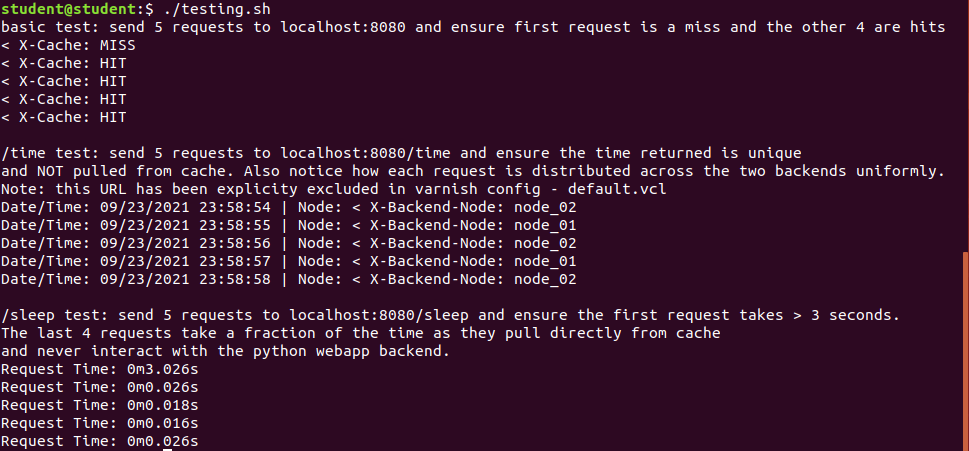 student@student:$ ./testing.sh
basic test: send 5 requests to localhost:8080 and ensure first request is a miss and the other 4 are hits
< X-Cache: MISS
< X-Cache: HIT
< X-Cache: HIT
< X-Cache: HIT
< X-Cache: HIT
/time test: send 5 requests to localhost:8080/time and ensure the time returned is unique
and NOT pulled from cache. Also notice how each request is distributed across the two backends uniformly.
Note: this URL has been explicity excluded in varnish config - default.vcl
Date/Time: 09/23/2021 23:58:54 | Node: < X-Backend-Node: node_02
Date/Time: 09/23/2021 23:58:55 | Node: < X-Backend-Node: node_01
Date/Time: 09/23/2021 23:58:56 | Node: < X-Backend-Node: node_02
Date/Time: 09/23/2021 23:58:57 | Node: < X-Backend-Node: node_01
Date/Time: 09/23/2021 23:58:58 | Node: < X-Backend-Node: node_02
/sleep test: send 5 requests to localhost:8080/sleep and ensure the first request takes > 3 seconds.
The last 4 requests take a fraction of the time as they pull directly from cache
and never interact with the python webapp backend.
Request Time: 0m3.026s
Request Time: 0m0.026s
Request Time: 0m0.018s
Request Time: 0m0.016s
Request Time: 0m0.026s